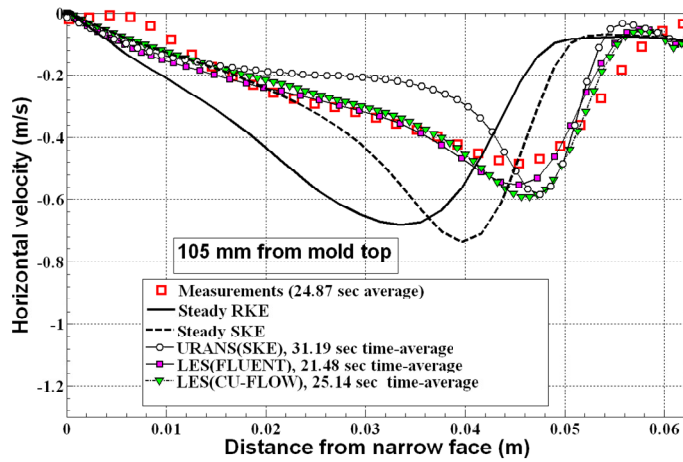 0
-0.2
-0.4
-0.6
-0.8
-1
-1.2
Horizontal velocity (m/s)
105 mm from mold top
Measurements (24.87 sec average)
Steady RKE
Steady SKE
URANS(SKE), 31.19 sec time-average
LES(FLUENT), 21.48 sec time-average
LES(CU-FLOW), 25.14 sec time-average
0 0.01 0.02 0.03 0.04 0.05 0.06
Distance from narrow face (m)